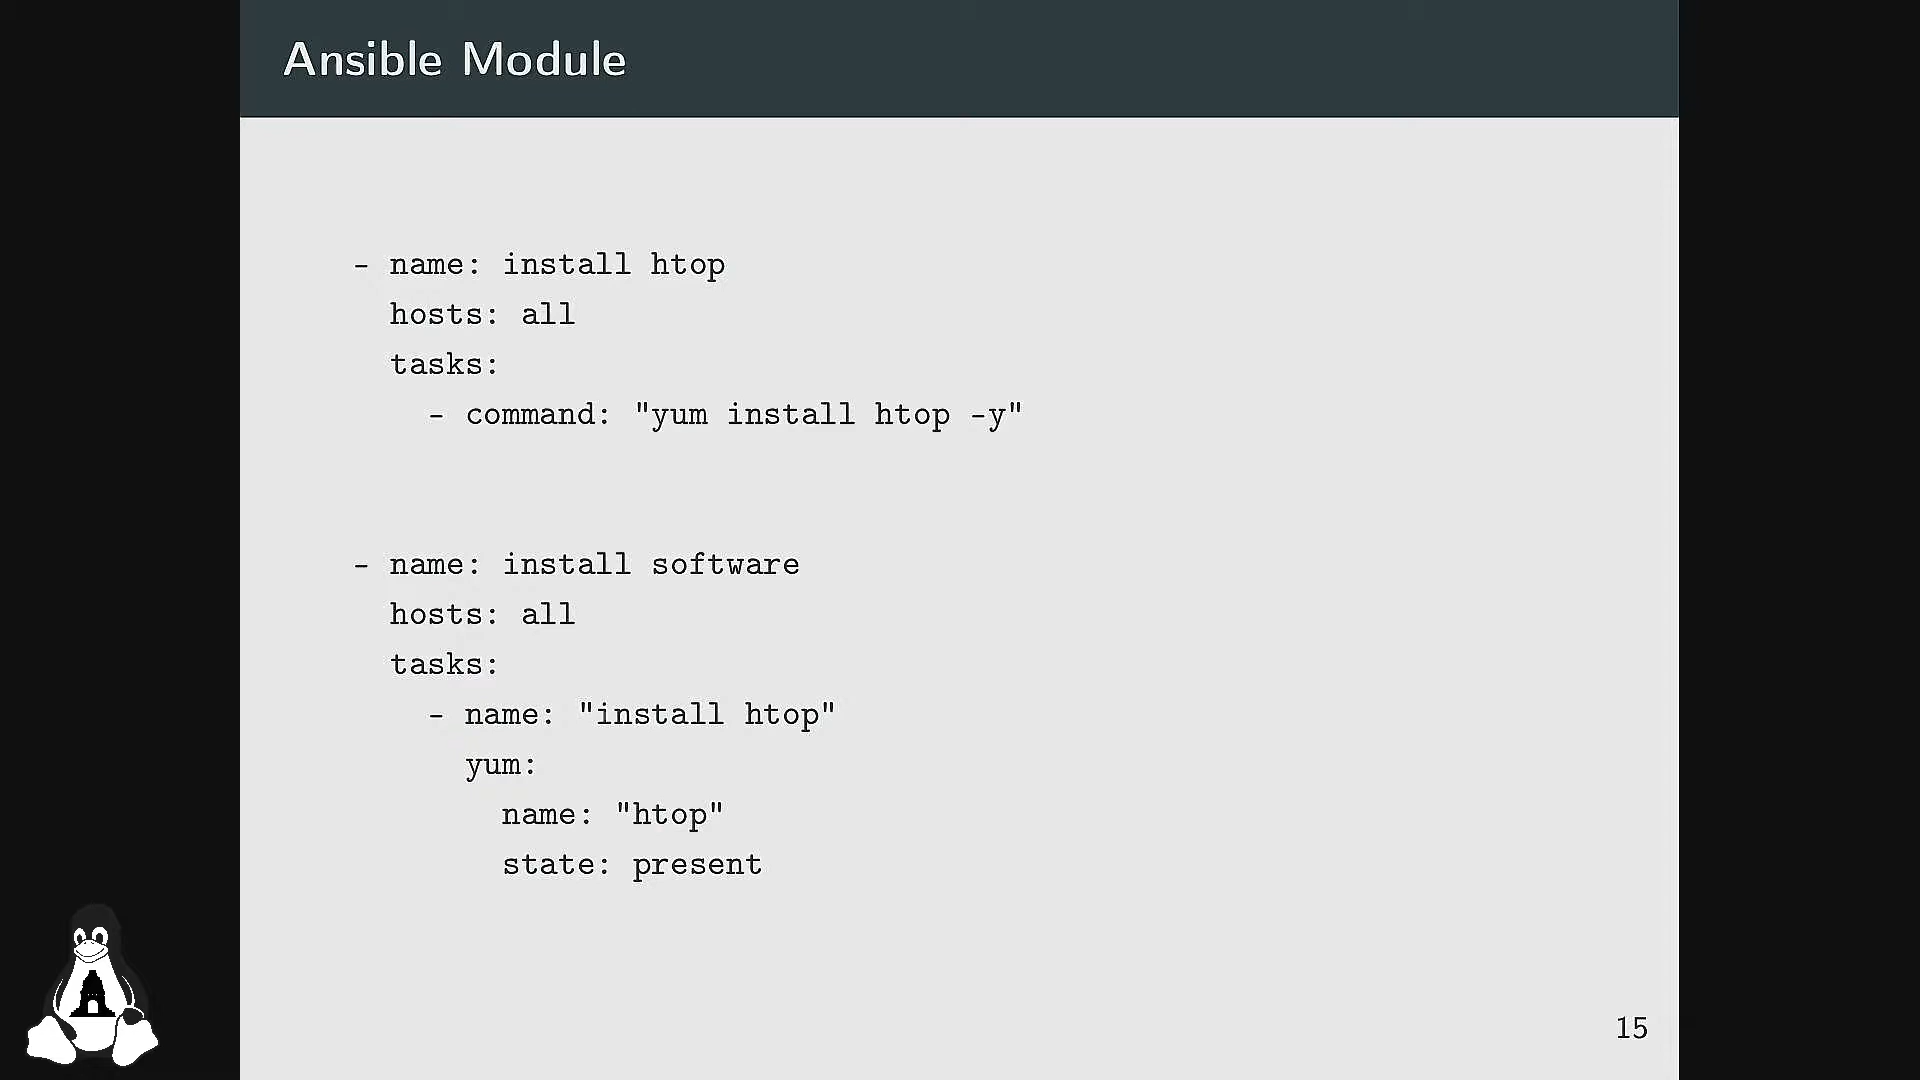 Ansible Module
- name: install htop
hosts: all
tasks:
- command: "yum install htop -y"
- name: install software
hosts: all
tasks:
- name: "install htop"
yum:
name: "htop"
state: present
15